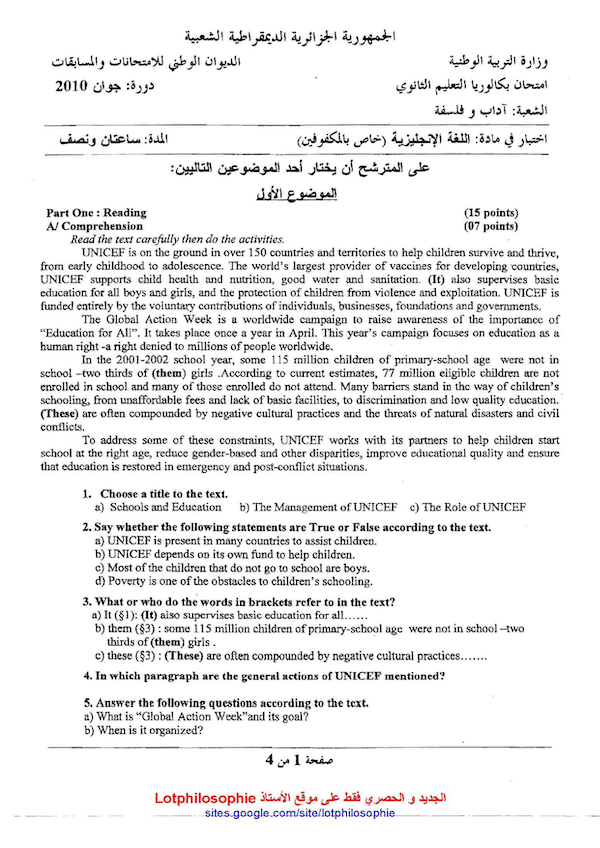 الجمهورية الجزائرية الديمقراطية الشعبية
وزارة التربية الوطنية الديوان الوطني للامتحانات والمسابقات
امتحان بكالوريا التعليم الثانوي دورة: جوان 2010
الشعبة: آداب و فلسفة
اختبار في مادة: اللغة الإنجليزية (خاص بالمكفوفين) المدة: ساعتان ونصف
على المترشح أن يختار أحد الموضوعين التاليين:
الموضوع الأول
Part One : Reading (15 points)
A/ Comprehension (07 points)
Read the text carefully then do the activities.
UNICEF is on the ground in over 150 countries and territories to help children survive and thrive,
from early childhood to adolescence. The world's largest provider of vaccines for developing countries,
UNICEF supports child health and nutrition, good water and sanitation. (It) also supervises basic
education for all boys and girls, and the protection of children from violence and exploitation. UNICEF is
funded entirely by the voluntary contributions of individuals, businesses, foundations and governments.
The Global Action Week is a worldwide campaign to raise awareness of the importance of
"Education for All". It takes place once a year in April. This year's campaign focuses on education as a
human right -a right denied to millions of people worldwide.
In the 2001-2002 school year, some 115 million children of primary-school age were not in
school –two thirds of (them) girls .According to current estimates, 77 million eligible children are not
enrolled in school and many of those enrolled do not attend. Many barriers stand in the way of children's
schooling, from unaffordable fees and lack of basic facilities, to discrimination and low quality education.
(These) are often compounded by negative cultural practices and the threats of natural disasters and civil
conflicts.
To address some of these constraints, UNICEF works with its partners to help children start
school at the right age, reduce gender-based and other disparities, improve educational quality and ensure
that education is restored in emergency and post-conflict situations.
1. Choose a title to the text.
a) Schools and Education b) The Management of UNICEF c) The Role of UNICEF
2. Say whether the following statements are True or False according to the text.
a) UNICEF is present in many countries to assist children.
b) UNICEF depends on its own fund to help children.
c) Most of the children that do not go to school are boys.
d) Poverty is one of the obstacles to children's schooling.
3. What or who do the words in brackets refer to in the text?
a) It (§1): (It) also supervises basic education for all……
b) them (§3) : some 115 million children of primary-school age were not in school –two
thirds of (them) girls .
c) these (§3) : (These) are often compounded by negative cultural practices…….
4. In which paragraph are the general actions of UNICEF mentioned?
5. Answer the following questions according to the text.
a) What is "Global Action Week"and its goal?
b) When is it organized?
صفحة 1 من 4
الجديد و الحصري فقط على موقع الأستاذ Lotphilosophie
sites.google.com/site/lotphilosophie